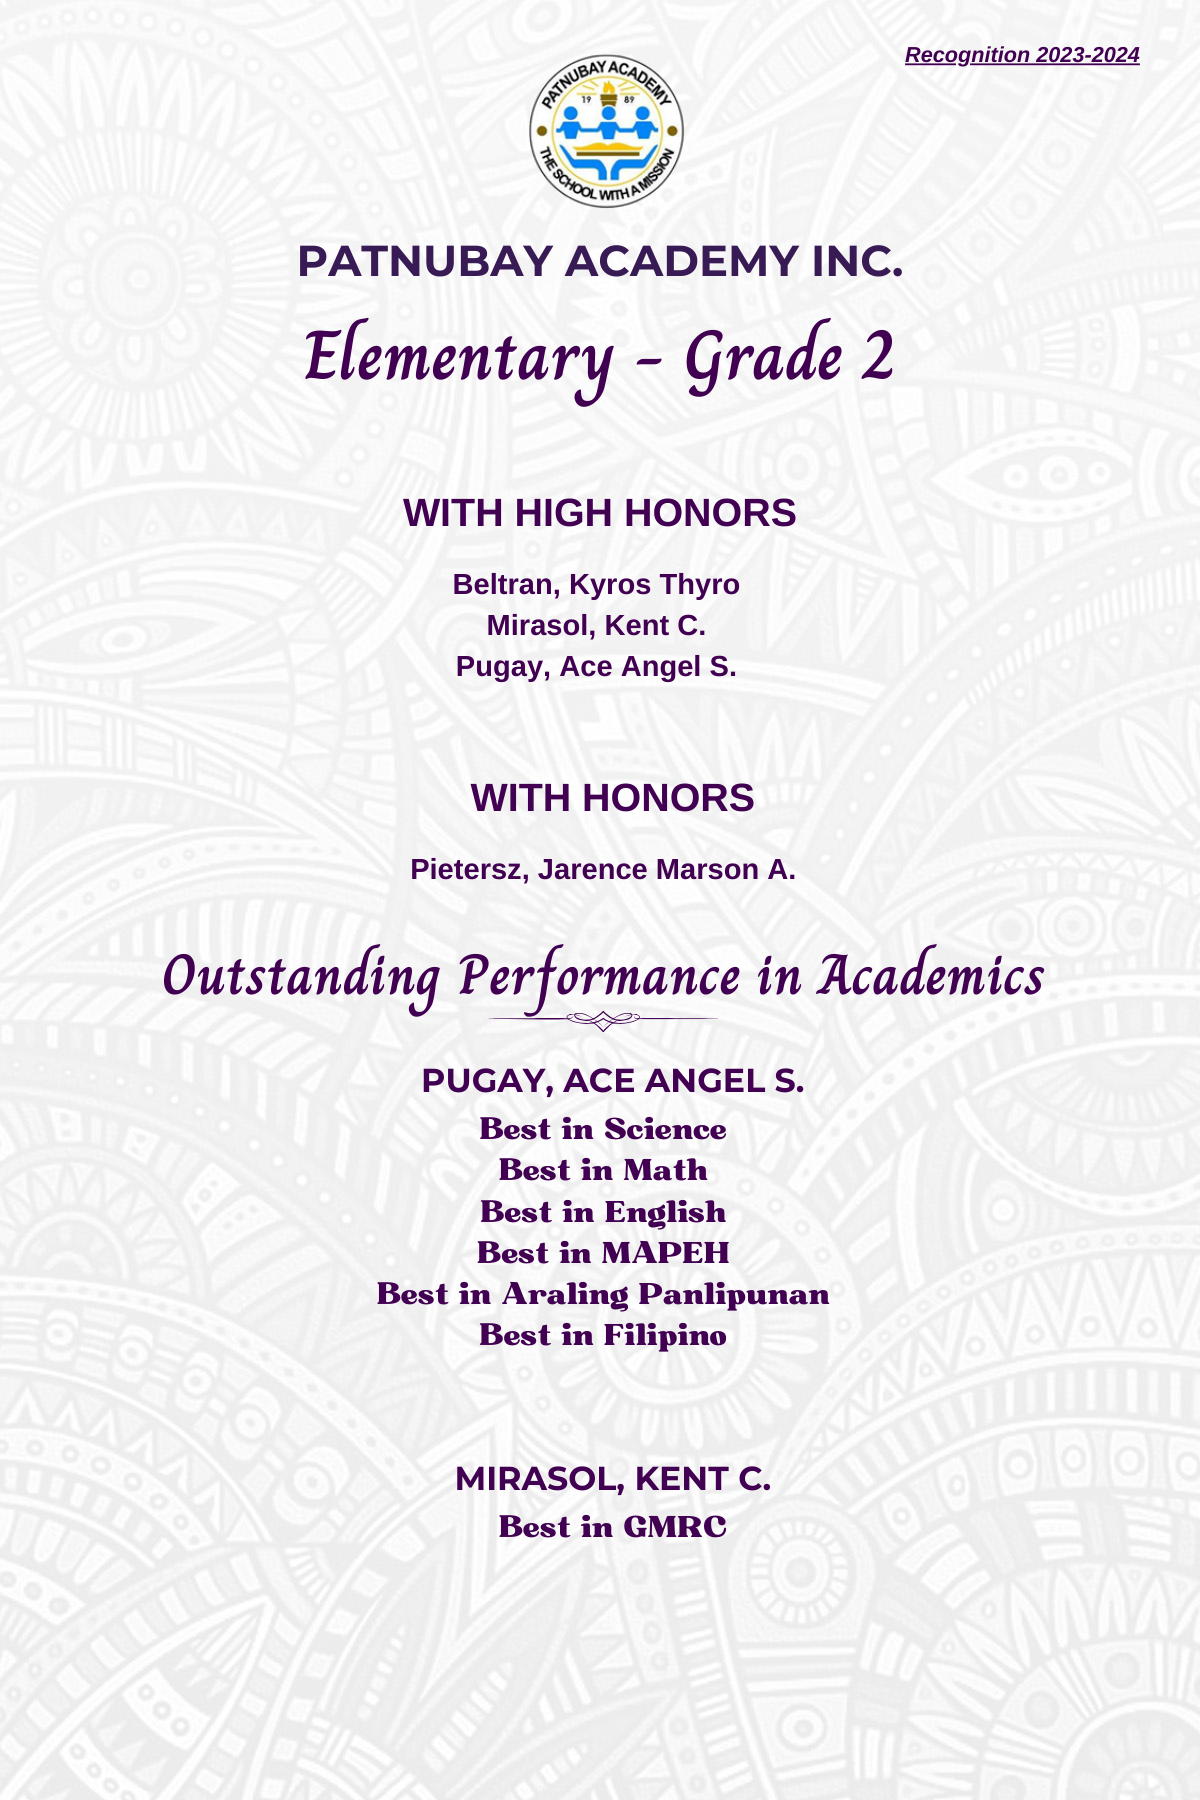 Recognition 2023-2024
PATNUBAY ACADEMY
19 89
THE SCHOOL WITH A MISSION
PATNUBAY ACADEMY INC.
Elementary - Grade 2
WITH HIGH HONORS
Beltran, Kyros Thyro
Mirasol, Kent C.
Pugay, Ace Angel S.
WITH HONORS
Pietersz, Jarence Marson A.
Outstanding Performance in Academics
PUGAY, ACE ANGEL S.
Best in Science
Best in Math
Best in English
Best in MAPEH
Best in Araling Panlipunan
Best in Filipino
MIRASOL, KENT C.
Best in GMRC